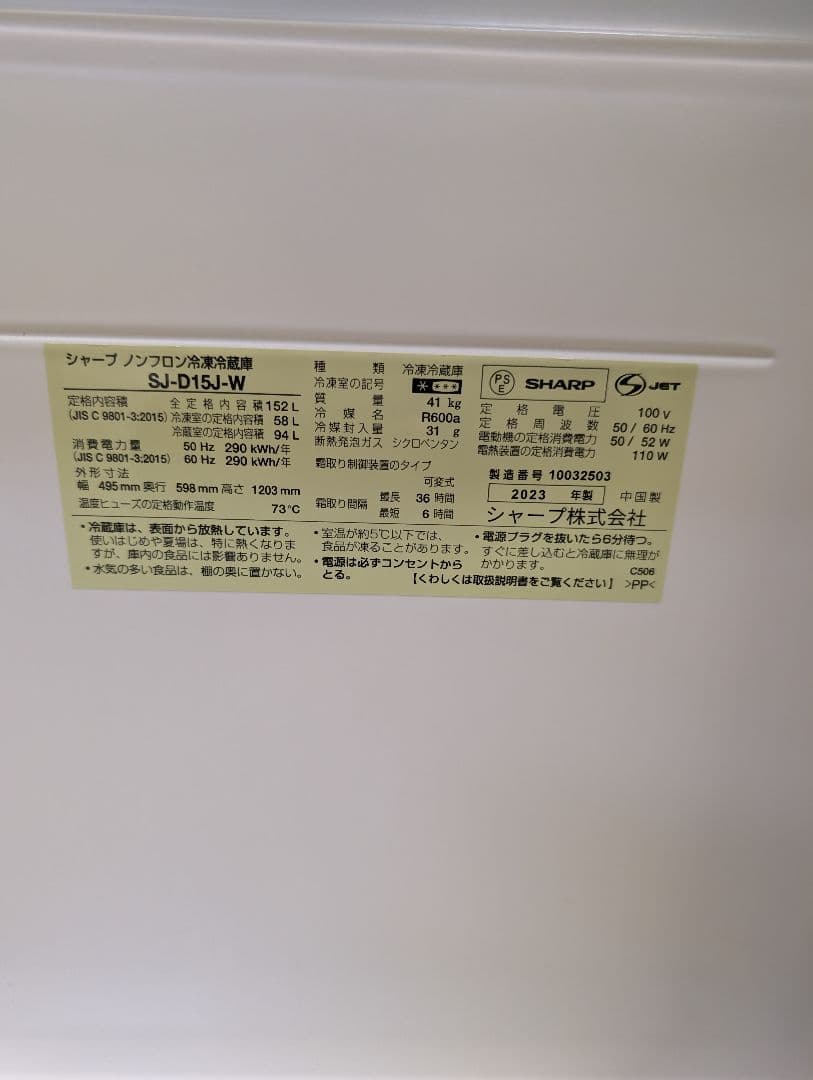 シャープ ノンフロン冷凍冷蔵庫
SJ-D15J-W
定格内容積 全定格内容積 152 L
(JIS C 9801-3:2015) 冷凍室の定格内容積 58 L
冷蔵室の定格内容積 94 L
消費電力量 50 Hz 290 kWh/年
(JIS C 9801-3:2015) 60 Hz 290 kWh/年
外形寸法
幅 495 mm 奥行 598 mm 高さ 1203 mm
温度ヒューズの定格動作温度 73℃
種類 冷凍冷蔵庫
冷凍室の記号
質量 41 kg
冷媒名 R600a
冷媒封入量 31 g
断熱発泡ガス シクロペンタン
霜取り制御装置のタイプ
可変式
霜取り間隔 最長 36 時間
最短 6 時間
PSE SHARP S JET
定格電圧 100 V
定格周波数 50 / 60 Hz
電動機の定格消費電力 50 / 52 W
電熱装置の定格消費電力 110 W
製造番号 10032503
2023 年製 中国製
シャープ株式会社
・冷蔵庫は、表面から放熱しています。
使いはじめや夏場は、特に熱くなりま
すが、庫内の食品には影響ありません。
・水気の多い食品は、棚の奥に置かない。
・室温が約5℃以下では、
食品が凍ることがあります。
・電源は必ずコンセントから
とる。
・電源プラグを抜いたら6分待つ。
すぐに差し込むと冷蔵庫に無理が
かかります。
C506
【くわしくは取扱説明書をご覧ください】 >PP<